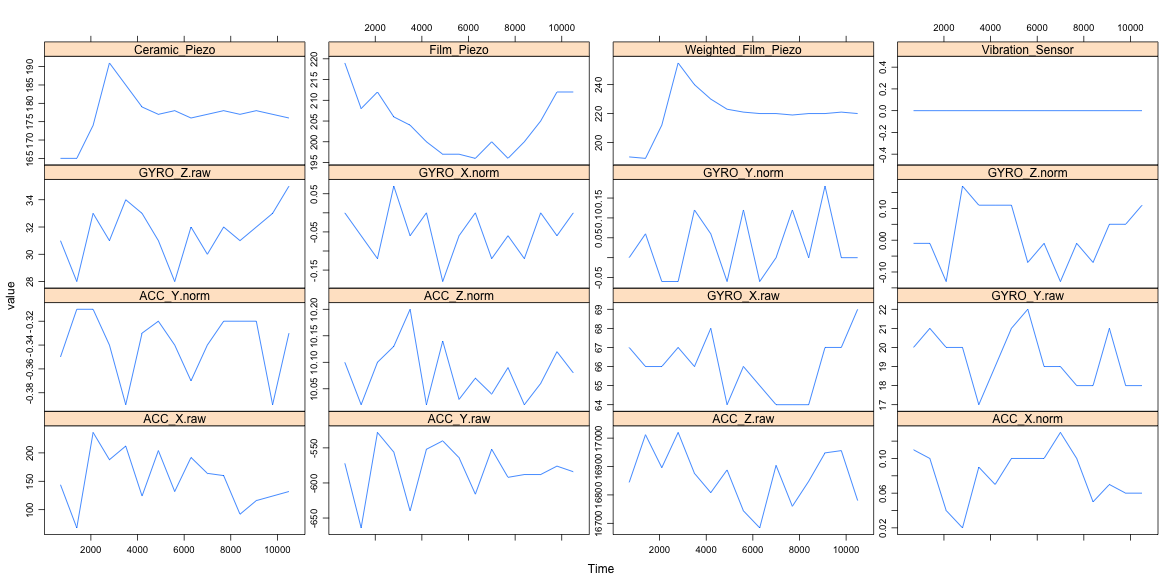 2000 4000 6000 8000 10000 2000 4000 6000 8000 10000
Ceramic_Piezo Film_Piezo Weighted_Film_Piezo Vibration_Sensor
165 170 175 180 185 190
195 200 205 210 215 220
200 220 240
-0.4 -0.2 0.0 0.2 0.4
GYRO_Z.raw GYRO_X.norm GYRO_Y.norm GYRO_Z.norm
28 30 32 34
-0.15 -0.05 0.05
-0.05 0.05 0.10 0.15
-0.10 0.00 0.10
ACC_Y.norm ACC_Z.norm GYRO_X.raw GYRO_Y.raw
-0.38 -0.36 -0.34 -0.32
10.05 10.10 10.15 10.20
64 65 66 67 68 69
17 18 19 20 21 22
ACC_X.raw ACC_Y.raw ACC_Z.raw ACC_X.norm
100 150 200
-650 -600 -550
16700 16800 16900 17000
0.02 0.06 0.10
2000 4000 6000 8000 10000 2000 4000 6000 8000 10000
value
Time